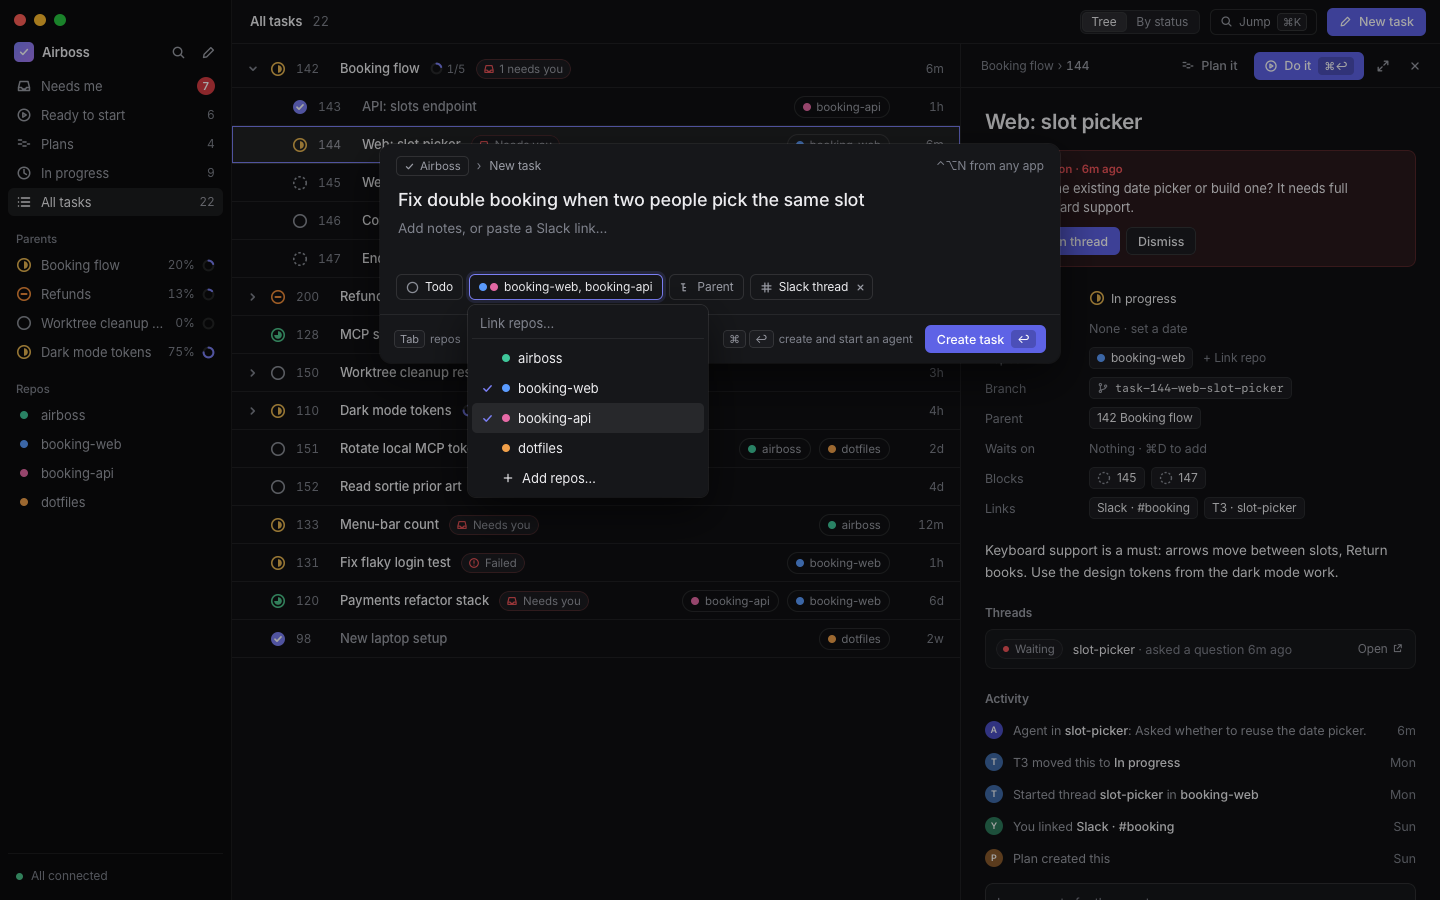 Airboss
Needs me 7
Ready to start 6
Plans 4
In progress 9
All tasks 22
Parents
Booking flow 20%
Refunds 13%
Worktree cleanup ... 0%
Dark mode tokens 75%
Repos
airboss
booking-web
booking-api
dotfiles
All connected
All tasks 22
Tree By status Jump ⌘K New task
142 Booking flow 1/5 1 needs you 6m
143 API: slots endpoint booking-api 1h
144 Web: slot picker Needs you booking-web 6m
145 We
146 Co
147 End
200 Refund
128 MCP s
150 Worktree cleanup res 3h
110 Dark mode tokens 4h
151 Rotate local MCP tok airboss dotfiles 2d
152 Read sortie prior art 4d
133 Menu-bar count Needs you airboss 12m
131 Fix flaky login test Failed booking-web 1h
120 Payments refactor stack Needs you booking-api booking-web 6d
98 New laptop setup dotfiles 2w
Airboss › New task ^⌥N from any app
Fix double booking when two people pick the same slot
Add notes, or paste a Slack link...
Todo booking-web, booking-api Parent Slack thread ×
Tab repos ⌘ ↩ create and start an agent Create task ↩
Link repos...
airboss
booking-web
booking-api
dotfiles
+ Add repos...
Booking flow › 144 Plan it Do it ⌘↩ ×
Web: slot picker
on · 6m ago
e existing date picker or build one? It needs full
ard support.
n thread Dismiss
In progress
None · set a date
booking-web + Link repo
Branch task-144-web-slot-picker
Parent 142 Booking flow
Waits on Nothing · ⌘D to add
Blocks 145 147
Links Slack · #booking T3 · slot-picker
Keyboard support is a must: arrows move between slots, Return
books. Use the design tokens from the dark mode work.
Threads
Waiting slot-picker · asked a question 6m ago Open
Activity
A Agent in slot-picker: Asked whether to reuse the date picker. 6m
T T3 moved this to In progress Mon
T Started thread slot-picker in booking-web Mon
Y You linked Slack · #booking Sun
P Plan created this Sun